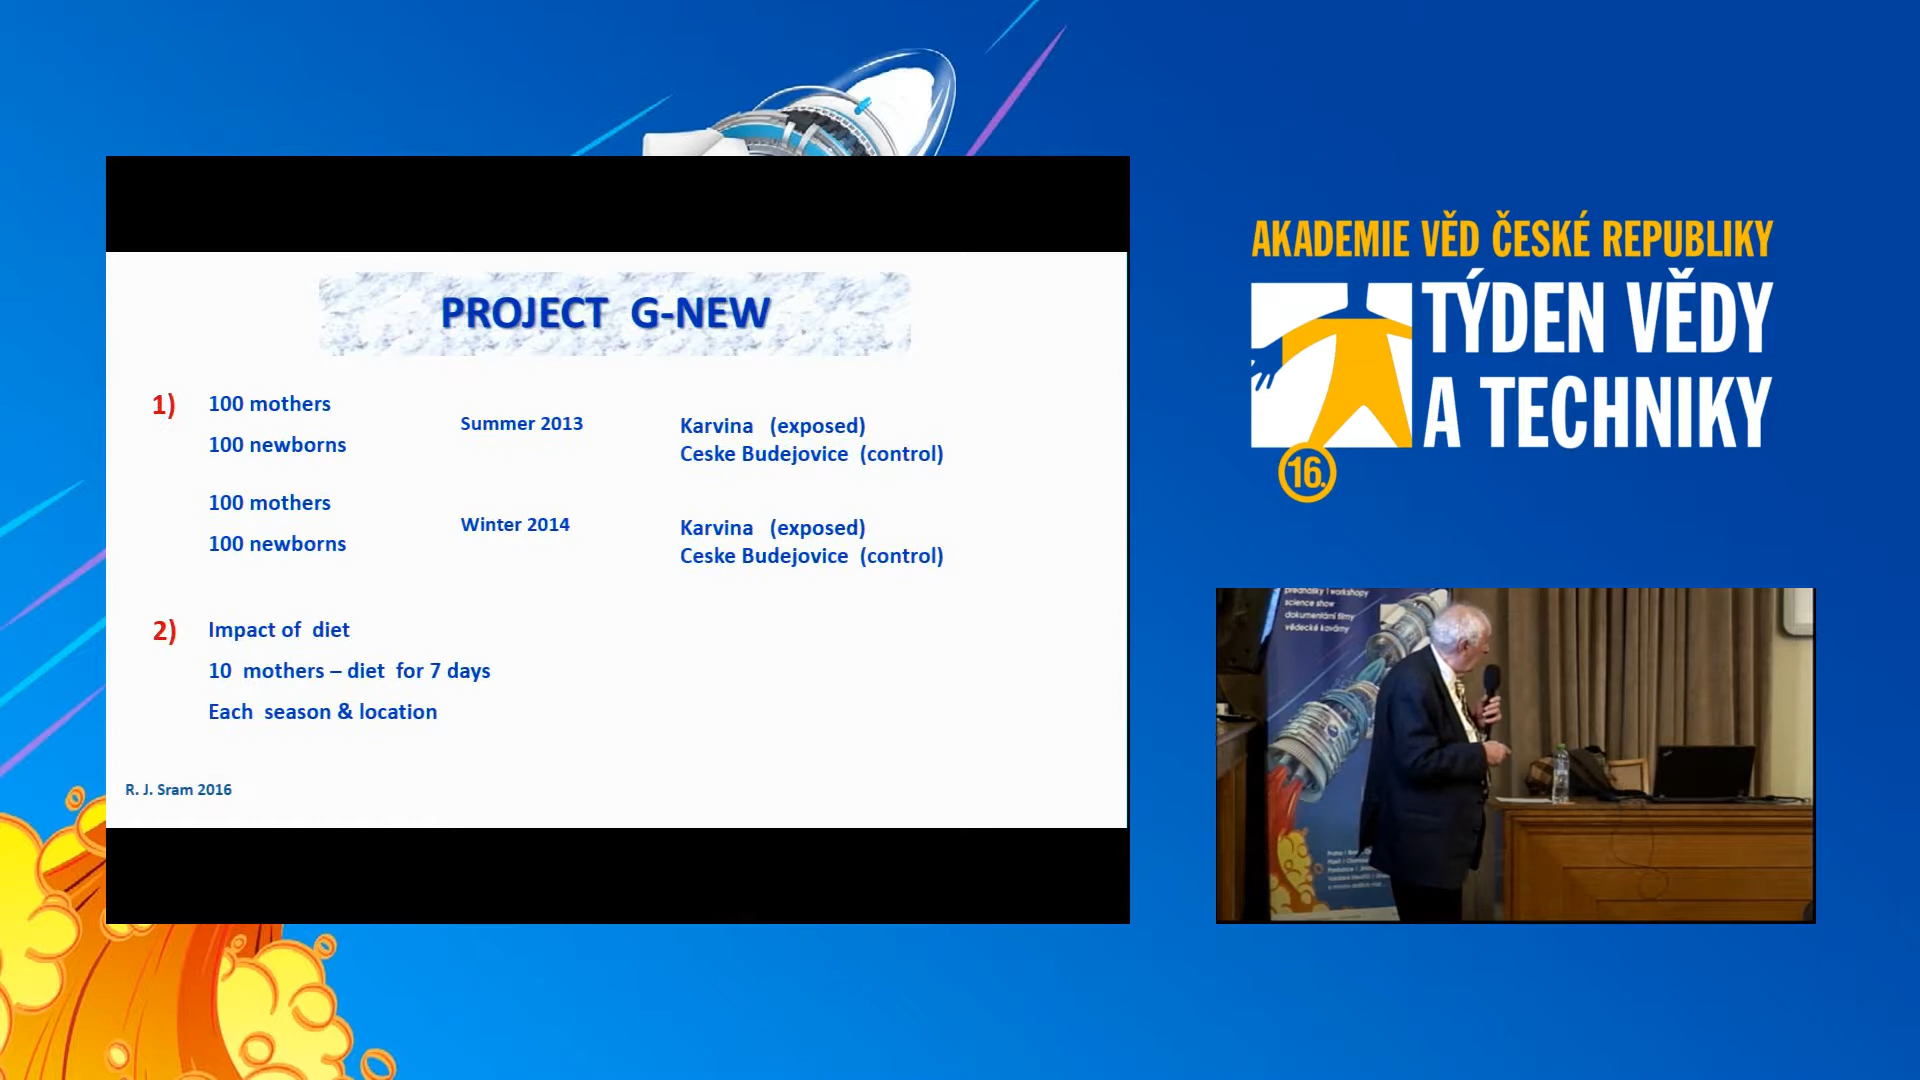 PROJECT G-NEW
1) 100 mothers
100 newborns
Summer 2013
Karvina (exposed)
Ceske Budejovice (control)
100 mothers
100 newborns
Winter 2014
Karvina (exposed)
Ceske Budejovice (control)
2) Impact of diet
10 mothers – diet for 7 days
Each season & location
R. J. Sram 2016
AKADEMIE VĚD ČESKÉ REPUBLIKY
TÝDEN VĚDY
A TECHNIKY
16.
přednášky | workshopy
science show
dokumentární filmy
vědecké kavárny